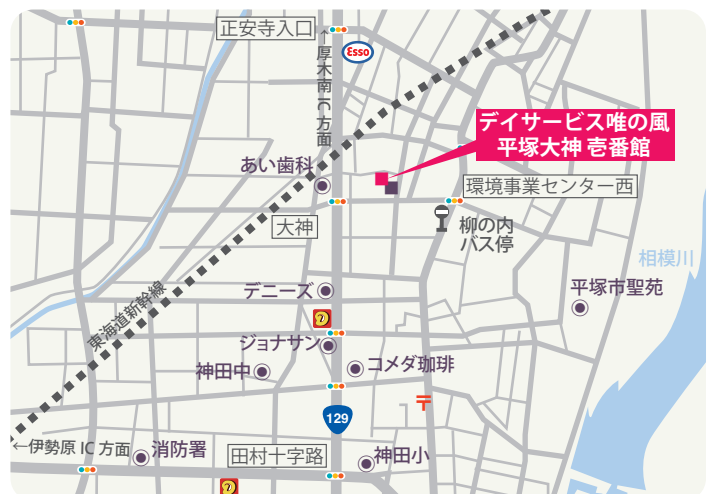 正安寺入口
←厚木南IC方面
Esso
デイサービス唯の風
平塚大神 壱番館
あい歯科
環境事業センター西
大神
柳の内
バス停
相模川
デニーズ
平塚市聖苑
東海道新幹線
ジョナサン
神田中
コメダ珈琲
〒
129
←伊勢原 IC 方面
消防署
田村十字路
神田小